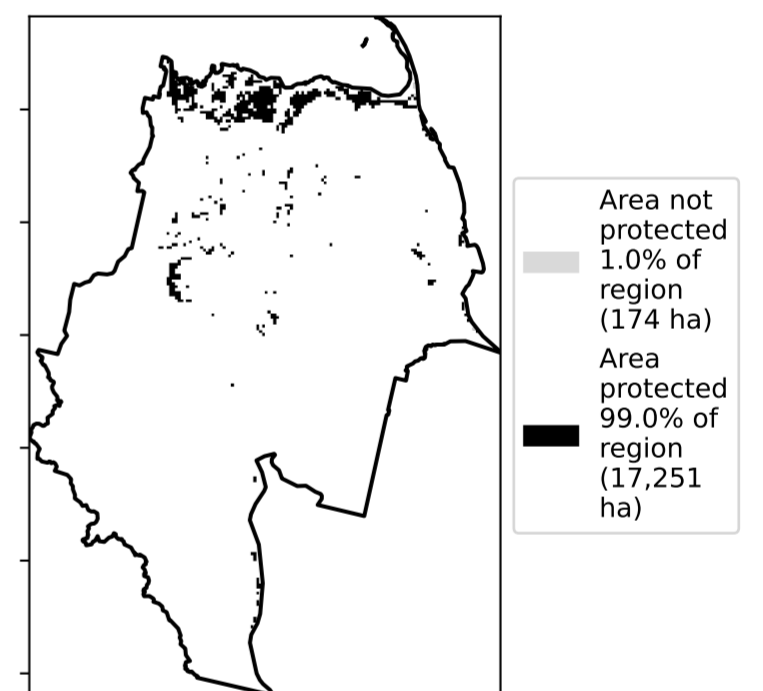 Area not
protected
1.0% of
region
(174 ha)
Area
protected
99.0% of
region
(17,251
ha)